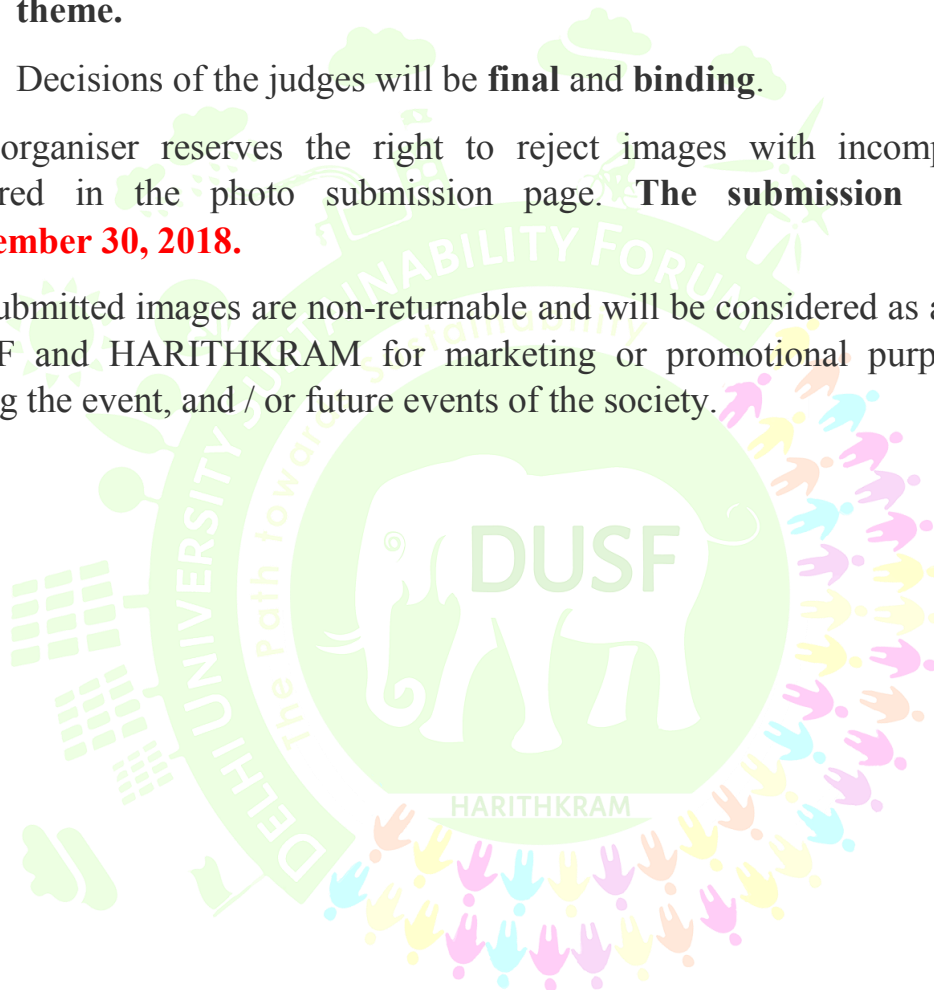 theme.
Decisions of the judges will be final and binding.
organiser reserves the right to reject images with incomp
red in the photo submission page. The submission
ember 30, 2018.
ubmitted images are non-returnable and will be considered as a
F and HARITHKRAM for marketing or promotional purp
g the event, and / or future events of the society.
DELHI UNIVERSITY SUSTAINABILITY FORUM
The Path towards Sustainability
DUSF
HARITHKRAM